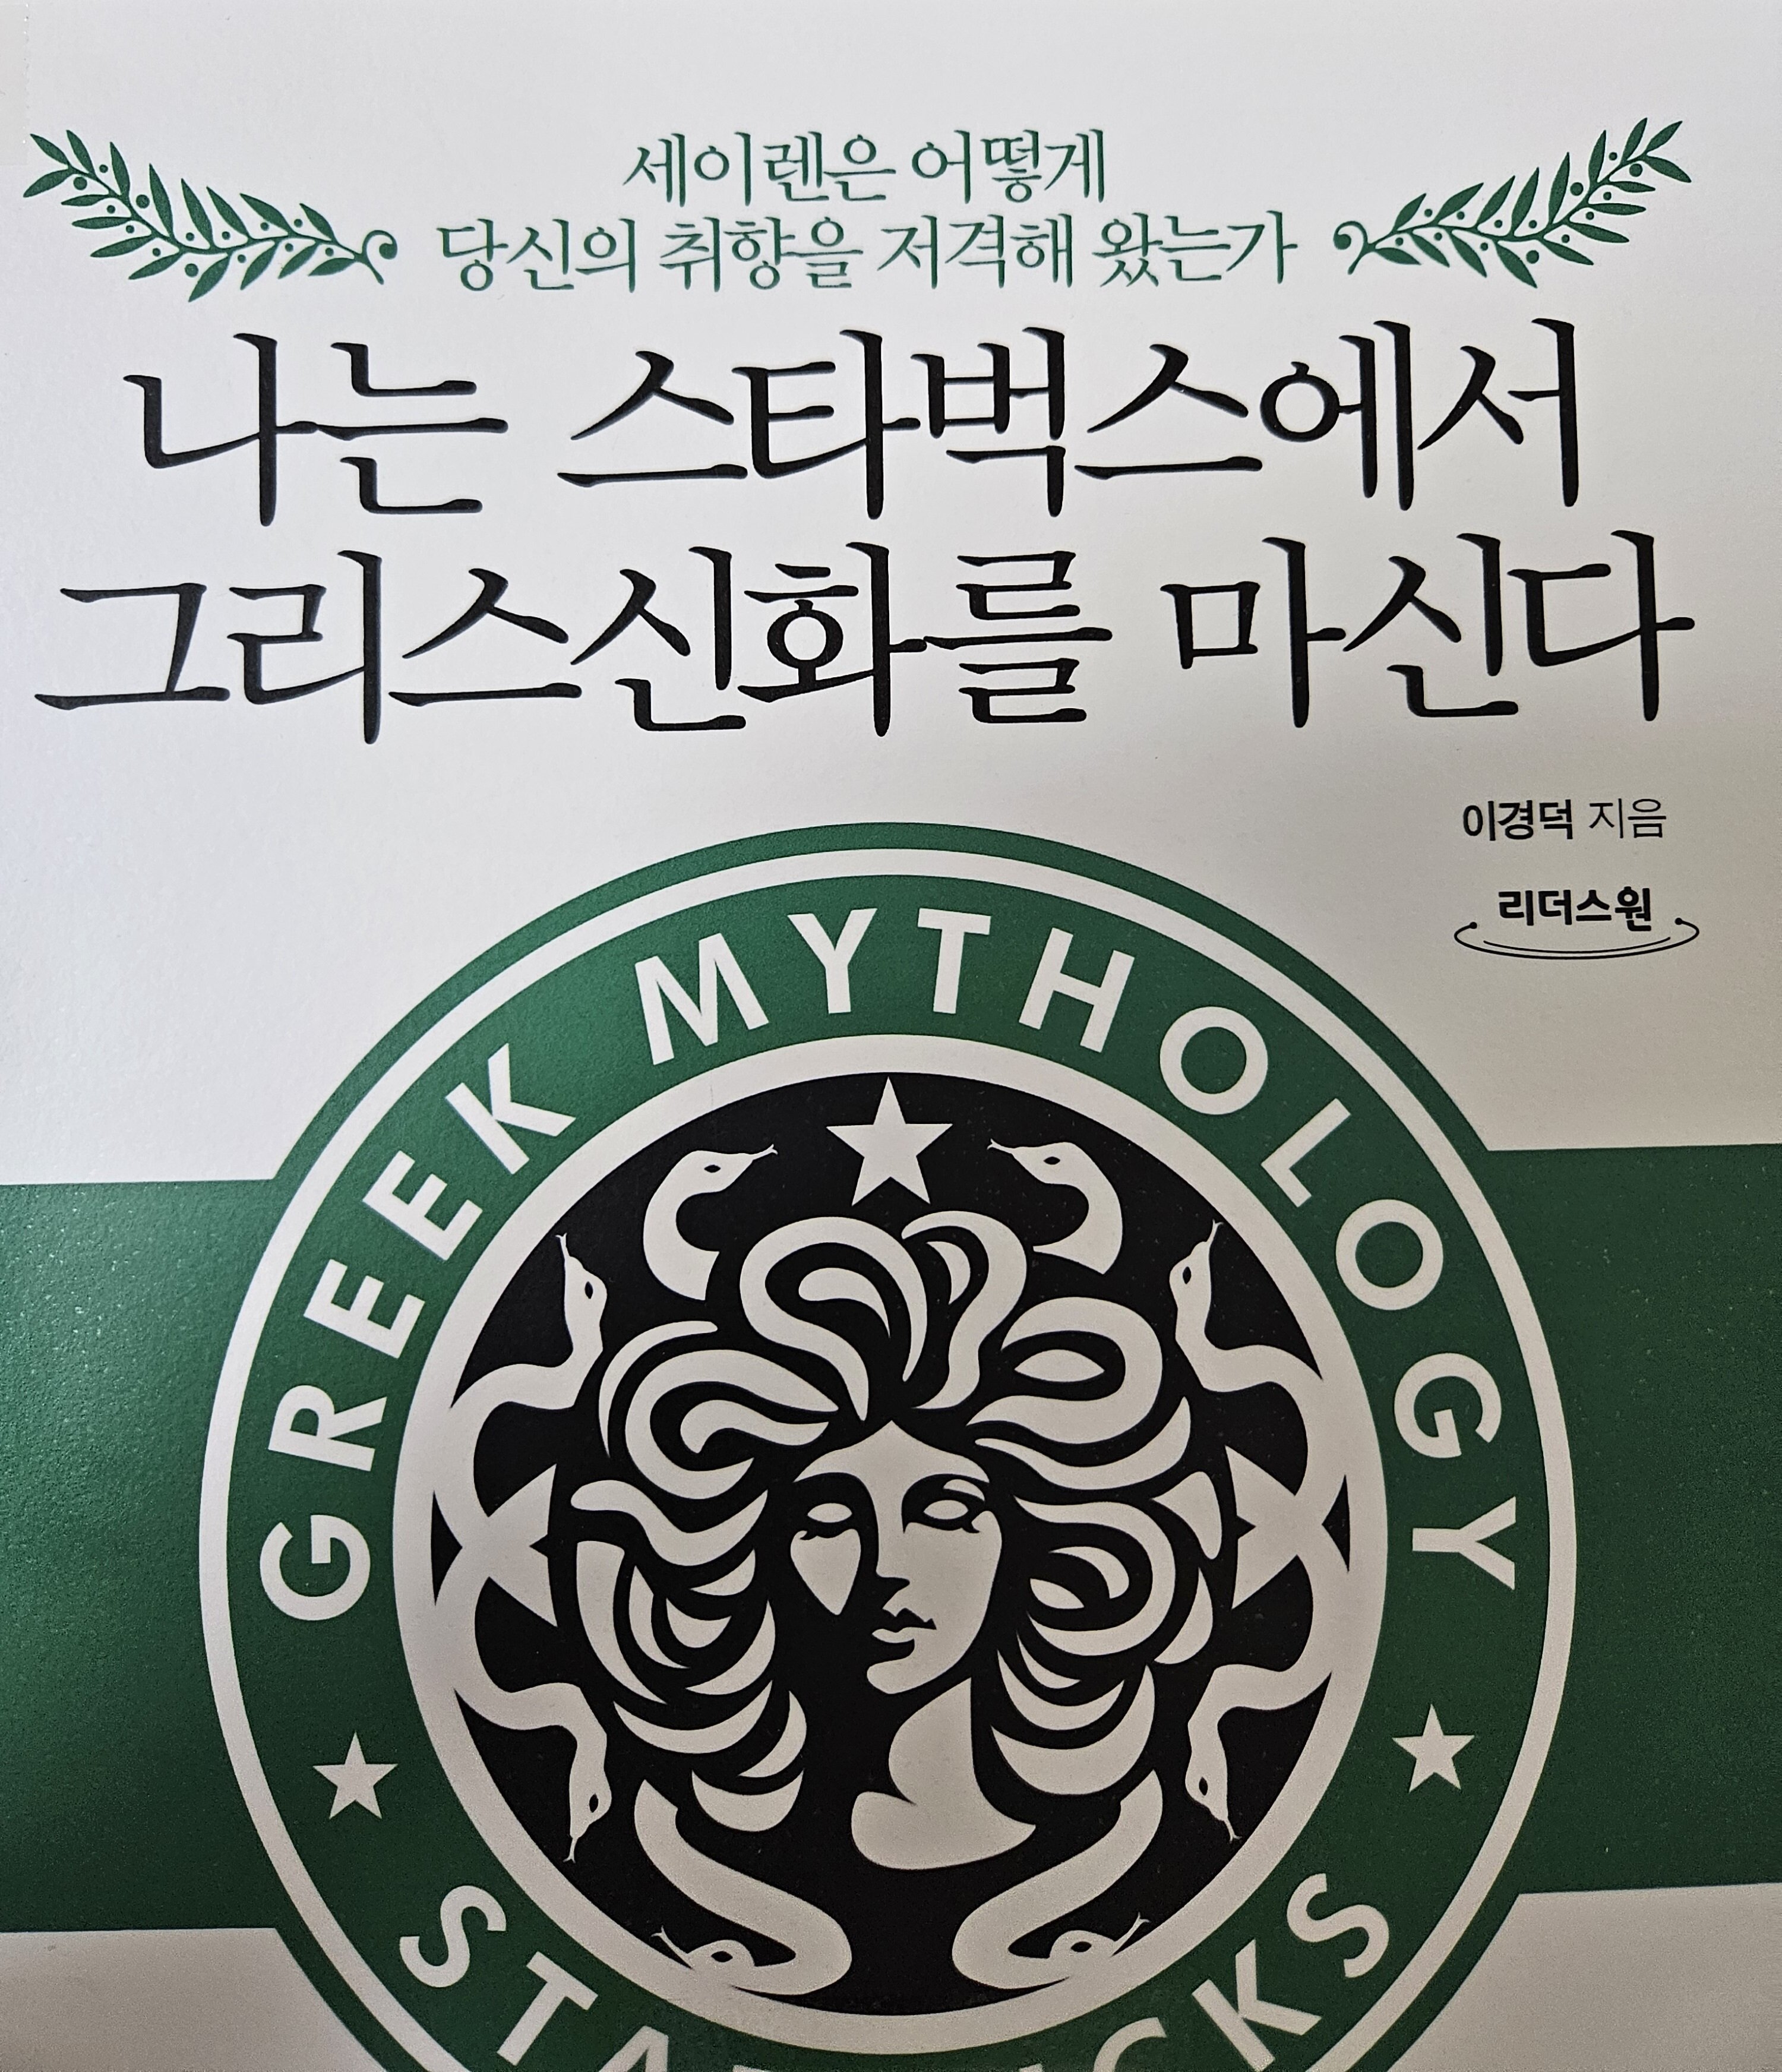 세이렌은 어떻게
당신의 취향을 저격해 왔는가
나는 스타벅스에서
그리스신화를 마신다
이경덕 지음
리더스원
GREEK MYTHOLOGY